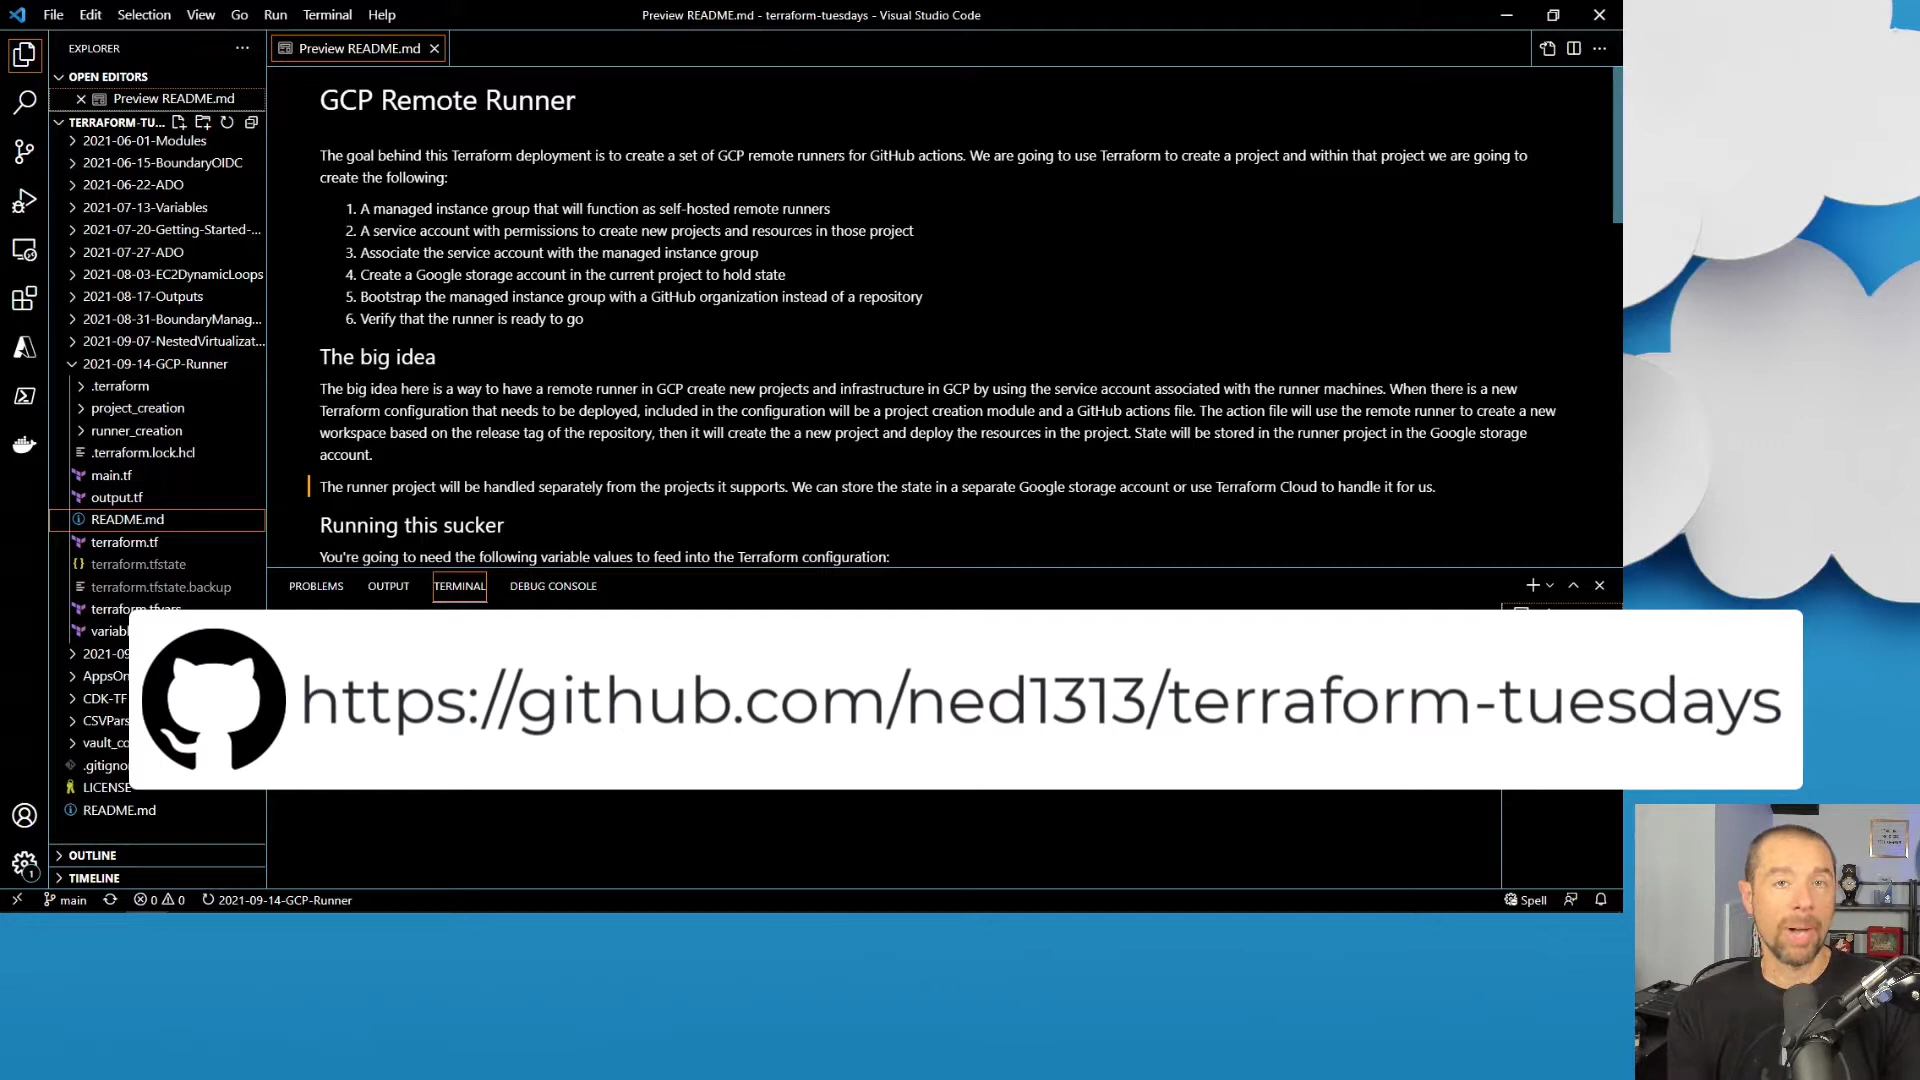 File Edit Selection View Go Run Terminal Help
Preview README.md - terraform-tuesdays - Visual Studio Code
EXPLORER
OPEN EDITORS
Preview README.md
TERRAFORM-TU...
2021-06-01-Modules
2021-06-15-BoundaryOIDC
2021-06-22-ADO
2021-07-13-Variables
2021-07-20-Getting-Started-...
2021-07-27-ADO
2021-08-03-EC2DynamicLoops
2021-08-17-Outputs
2021-08-31-BoundaryManag...
2021-09-07-NestedVirtualizat...
2021-09-14-GCP-Runner
.terraform
project_creation
runner_creation
.terraform.lock.hcl
main.tf
output.tf
README.md
terraform.tf
terraform.tfstate
terraform.tfstate.backup
terraform.tfvars
variabl
2021-09
AppsOn
CDK-TF
CSVPars
vault_co
.gitigno
LICENSE
README.md
OUTLINE
TIMELINE
Preview README.md
GCP Remote Runner
The goal behind this Terraform deployment is to create a set of GCP remote runners for GitHub actions. We are going to use Terraform to create a project and within that project we are going to
create the following:
1. A managed instance group that will function as self-hosted remote runners
2. A service account with permissions to create new projects and resources in those project
3. Associate the service account with the managed instance group
4. Create a Google storage account in the current project to hold state
5. Bootstrap the managed instance group with a GitHub organization instead of a repository
6. Verify that the runner is ready to go
The big idea
The big idea here is a way to have a remote runner in GCP create new projects and infrastructure in GCP by using the service account associated with the runner machines. When there is a new
Terraform configuration that needs to be deployed, included in the configuration will be a project creation module and a GitHub actions file. The action file will use the remote runner to create a new
workspace based on the release tag of the repository, then it will create the a new project and deploy the resources in the project. State will be stored in the runner project in the Google storage
account.
The runner project will be handled separately from the projects it supports. We can store the state in a separate Google storage account or use Terraform Cloud to handle it for us.
Running this sucker
You're going to need the following variable values to feed into the Terraform configuration:
PROBLEMS OUTPUT TERMINAL DEBUG CONSOLE
https://github.com/ned1313/terraform-tuesdays
1
main 0 0 2021-09-14-GCP-Runner
Spell